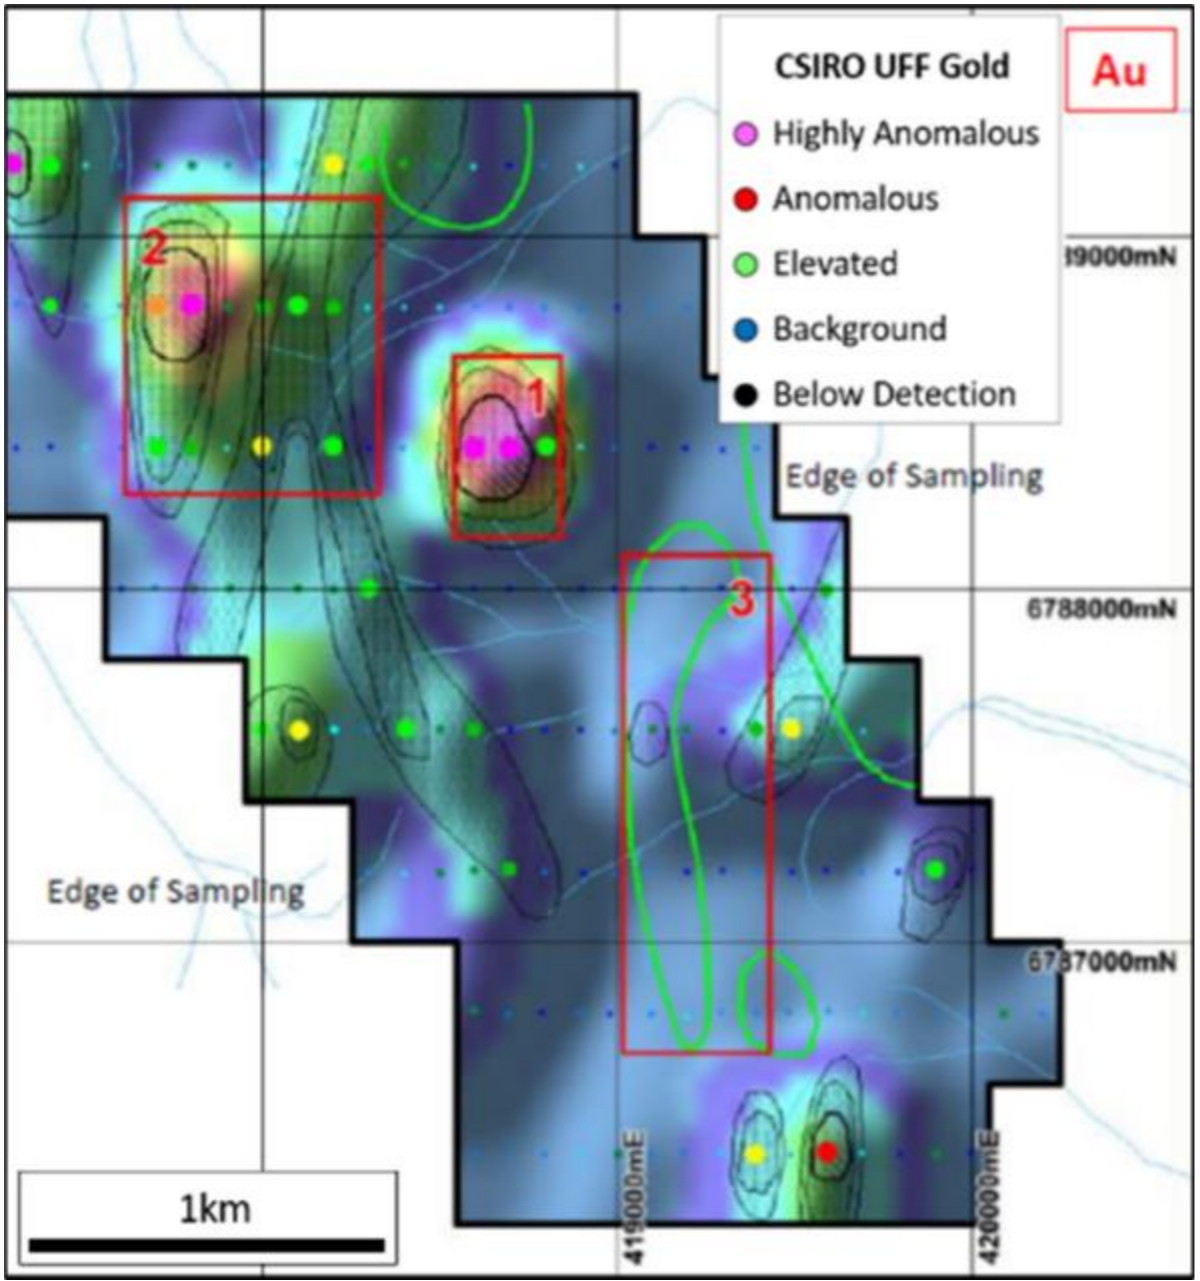 CSIRO UFF Gold
Highly Anomalous
Anomalous
Elevated
Background
Below Detection
Au
39000mN
2
1
Edge of Sampling
3
6788000mN
Edge of Sampling
6787000mN
419000mE
420000mE
1km